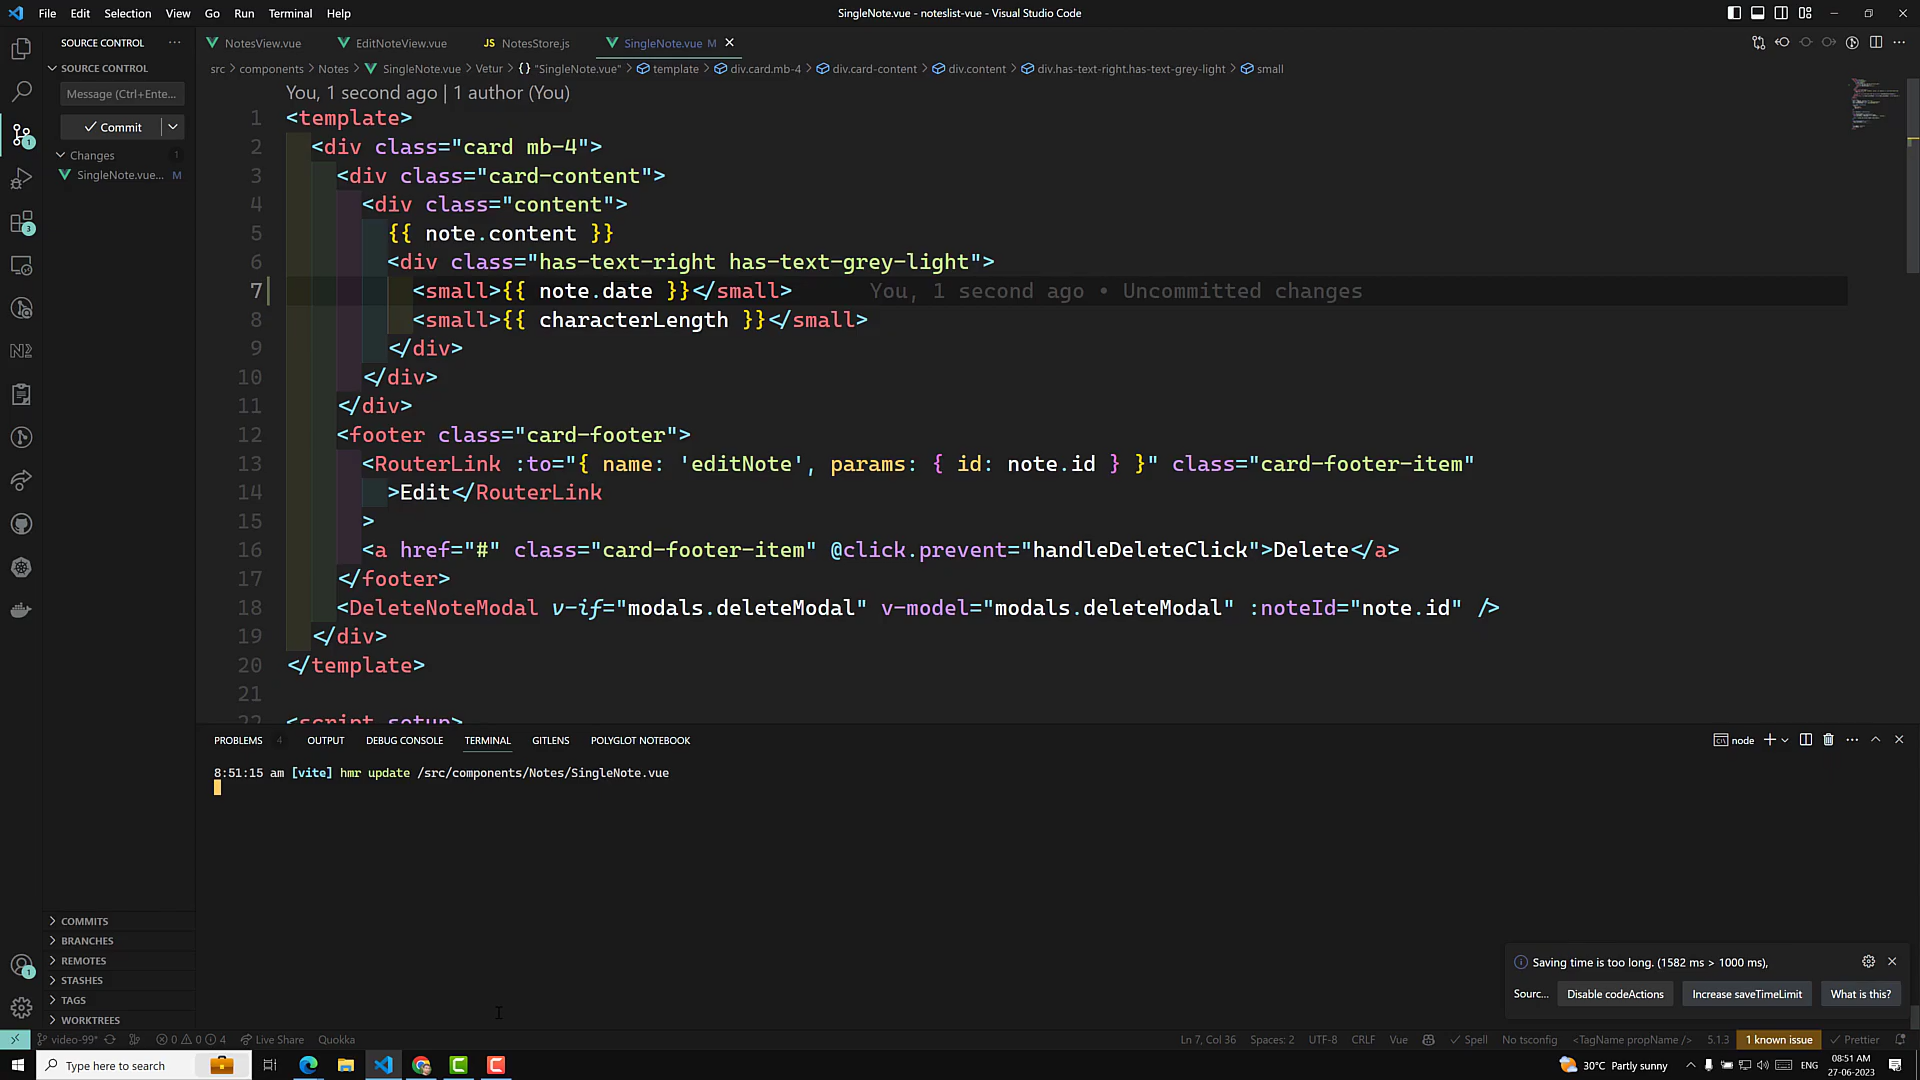 File Edit Selection View Go Run Terminal Help
SingleNote.vue - noteslist-vue - Visual Studio Code
SOURCE CONTROL
NotesView.vue EditNoteView.vue JS NotesStore.js SingleNote.vue M
SOURCE CONTROL
src > components > Notes > SingleNote.vue > Vetur > {} "SingleNote.vue" > template > div.card.mb-4 > div.card-content > div.content > div.has-text-right.has-text-grey-light > small
Message (Ctrl+Ente...
Commit
Changes 1
SingleNote.vue... M
You, 1 second ago | 1 author (You)
1 <template>
2 <div class="card mb-4">
3 <div class="card-content">
4 <div class="content">
5 {{ note.content }}
6 <div class="has-text-right has-text-grey-light">
7 <small>{{ note.date }}</small> You, 1 second ago • Uncommitted changes
8 <small>{{ characterLength }}</small>
9 </div>
10 </div>
11 </div>
12 <footer class="card-footer">
13 <RouterLink :to="{ name: 'editNote', params: { id: note.id } }" class="card-footer-item"
14 >Edit</RouterLink
15 >
16 <a href="#" class="card-footer-item" @click.prevent="handleDeleteClick">Delete</a>
17 </footer>
18 <DeleteNoteModal v-if="modals.deleteModal" v-model="modals.deleteModal" :noteId="note.id" />
19 </div>
20 </template>
21
22 <script setup>
PROBLEMS 4 OUTPUT DEBUG CONSOLE TERMINAL GITLENS POLYGLOT NOTEBOOK
node
8:51:15 am [vite] hmr update /src/components/Notes/SingleNote.vue
COMMITS
BRANCHES
REMOTES
STASHES
TAGS
WORKTREES
Saving time is too long. (1582 ms > 1000 ms),
Sourc... Disable codeActions Increase saveTimeLimit What is this?
video-99* 0 0 4 Live Share Quokka
Ln 7, Col 36 Spaces: 2 UTF-8 CRLF Vue Spell No tsconfig <TagName propName /> 5.1.3 1 known issue Prettier
Type here to search
30°C Partly sunny ENG
08:51 AM
27-06-2023